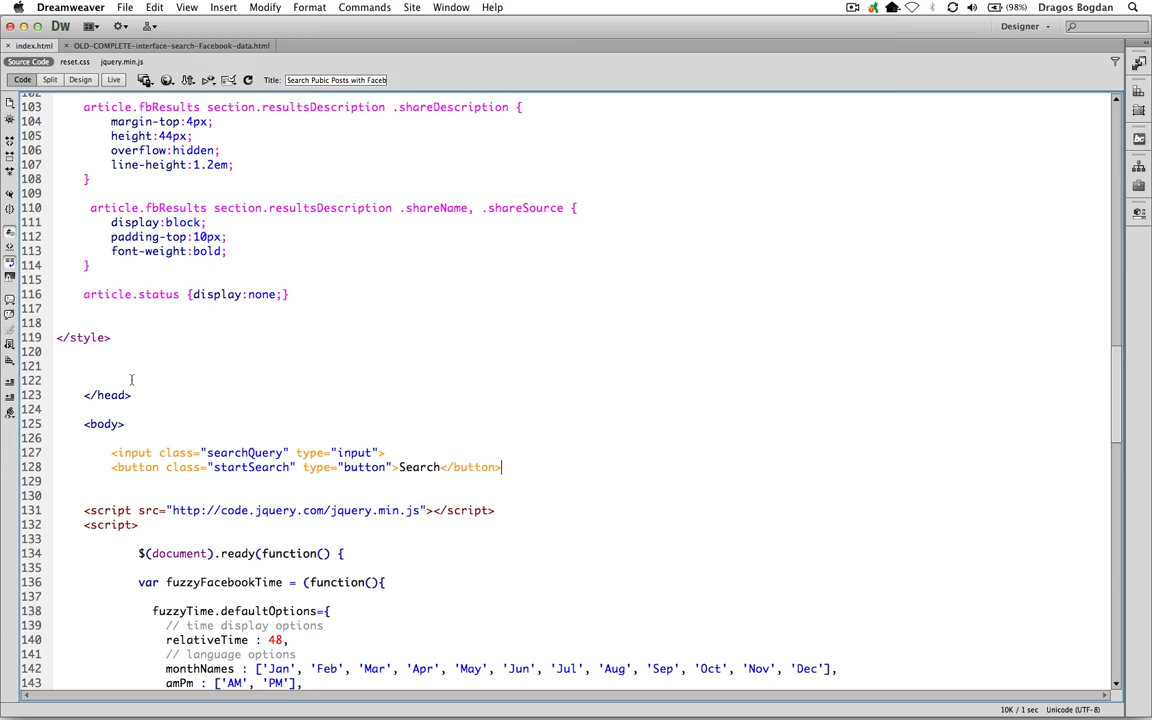 Dreamweaver File Edit View Insert Modify Format Commands Site Window Help (98%) Dragos Bogdan
Dw Designer
index.html OLD-COMPLETE-interface-search-Facebook-data.html
Source Code reset.css jquery.min.js
Code Split Design Live Title: Search Pubic Posts with Faceb
102
103 article.fbResults section.resultsDescription .shareDescription {
104 margin-top:4px;
105 height:44px;
106 overflow:hidden;
107 line-height:1.2em;
108 }
109
110 article.fbResults section.resultsDescription .shareName, .shareSource {
111 display:block;
112 padding-top:10px;
113 font-weight:bold;
114 }
115
116 article.status {display:none;}
117
118
119 </style>
120
121
122
123 </head>
124
125 <body>
126
127 <input class="searchQuery" type="input">
128 <button class="startSearch" type="button">Search</button>
129
130
131 <script src="http://code.jquery.com/jquery.min.js"></script>
132 <script>
133
134 $(document).ready(function() {
135
136 var fuzzyFacebookTime = (function(){
137
138 fuzzyTime.defaultOptions={
139 // time display options
140 relativeTime : 48,
141 // language options
142 monthNames : ['Jan', 'Feb', 'Mar', 'Apr', 'May', 'Jun', 'Jul', 'Aug', 'Sep', 'Oct', 'Nov', 'Dec'],
143 amPm : ['AM', 'PM'],
10K / 1 sec Unicode (UTF-8)